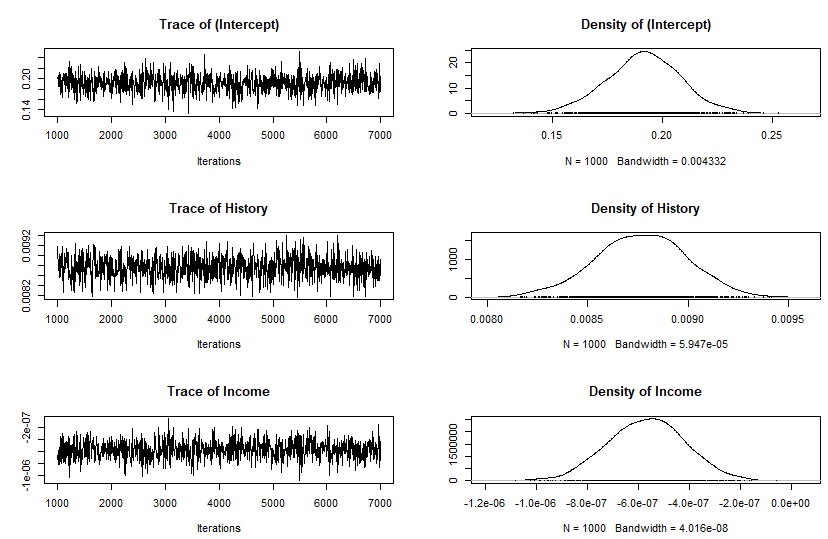 Trace of (Intercept)
0.14 0.20
1000 2000 3000 4000 5000 6000 7000
Iterations
Density of (Intercept)
0 10 20
0.15 0.20 0.25
N = 1000 Bandwidth = 0.004332
Trace of History
0.0082 0.0092
1000 2000 3000 4000 5000 6000 7000
Iterations
Density of History
0 1000
0.0080 0.0085 0.0090 0.0095
N = 1000 Bandwidth = 5.947e-05
Trace of Income
-1e-06 -2e-07
1000 2000 3000 4000 5000 6000 7000
Iterations
Density of Income
0 1500000
-1.2e-06 -1.0e-06 -8.0e-07 -6.0e-07 -4.0e-07 -2.0e-07 0.0e+00
N = 1000 Bandwidth = 4.016e-08